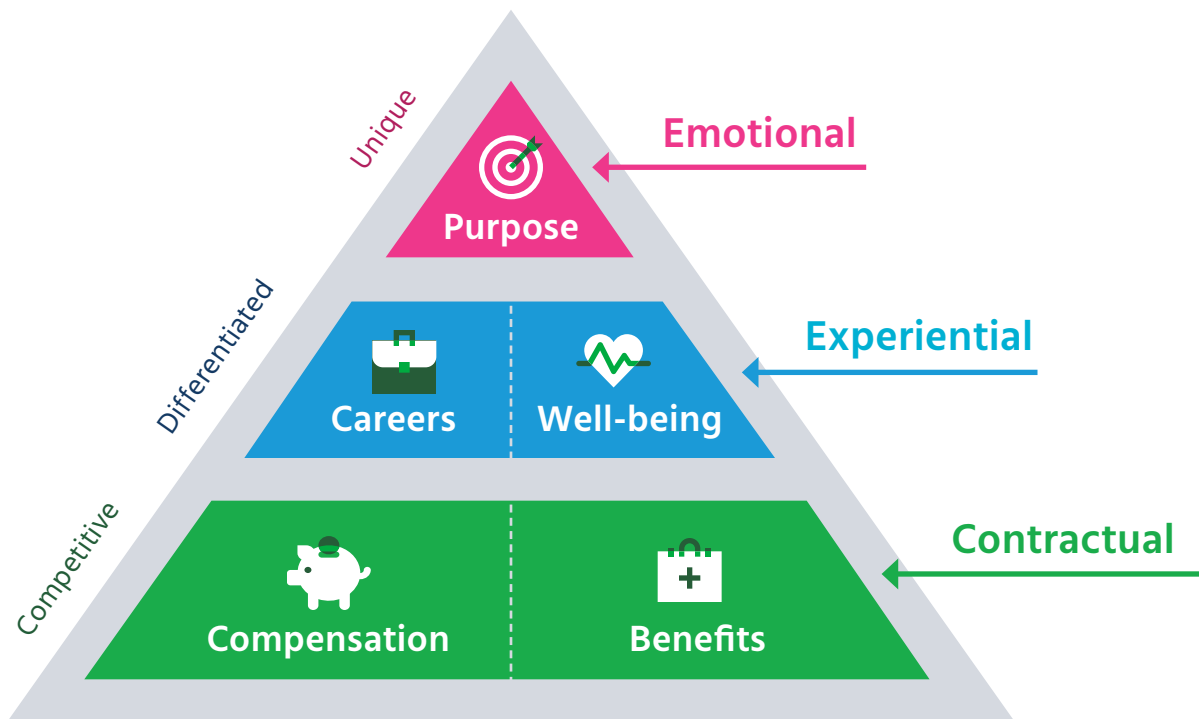 Unique
Emotional
Purpose
Differentiated
Experiential
Careers
Well-being
Competitive
Contractual
Compensation
Benefits